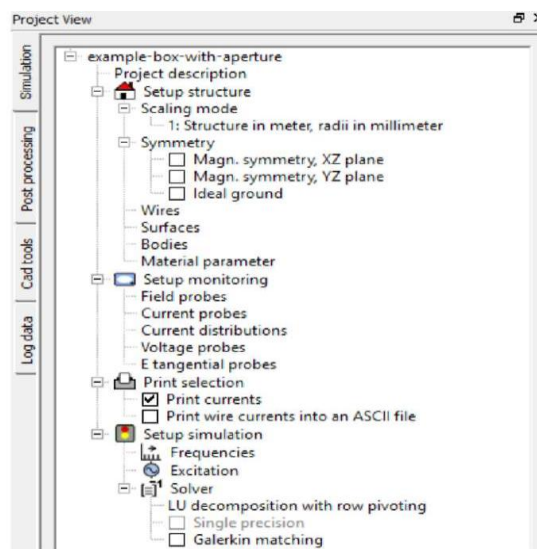 Project View
Simulation
Post processing
Cad tools
Log data
example-box-with-aperture
Project description
Setup structure
Scaling mode
1: Structure in meter, radii in millimeter
Symmetry
Magn. symmetry, XZ plane
Magn. symmetry, YZ plane
Ideal ground
Wires
Surfaces
Bodies
Material parameter
Setup monitoring
Field probes
Current probes
Current distributions
Voltage probes
E tangential probes
Print selection
Print currents
Print wire currents into an ASCII file
Setup simulation
Frequencies
Excitation
Solver
LU decomposition with row pivoting
Single precision
Galerkin matching